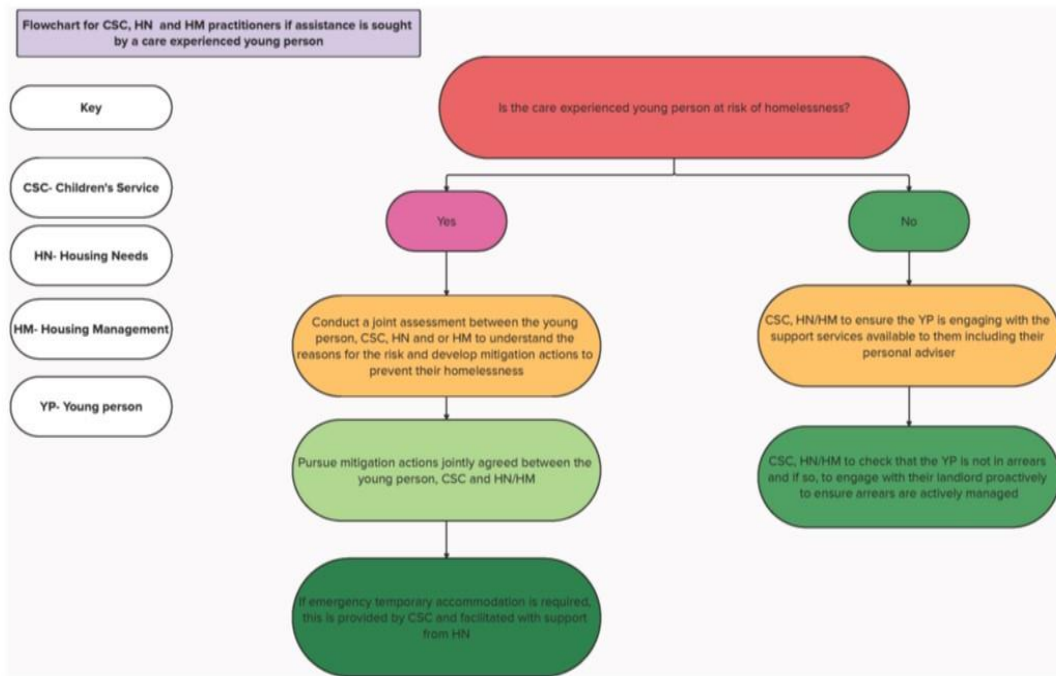 Flowchart for CSC, HN and HM practitioners if assistance is sought
by a care experienced young person
Key
CSC- Children's Service
HN- Housing Needs
HM- Housing Management
YP- Young person
Is the care experienced young person at risk of homelessness?
Yes
No
Conduct a joint assessment between the young
person, CSC, HN and or HM to understand the
reasons for the risk and develop mitigation actions to
prevent their homelessness
CSC, HN/HM to ensure the YP is engaging with the
support services available to them including their
personal adviser
Pursue mitigation actions jointly agreed between the
young person, CSC and HN/HM
CSC, HN/HM to check that the YP is not in arrears
and if so, to engage with their landlord proactively
to ensure arrears are actively managed
If emergency temporary accommodation is required,
this is provided by CSC and facilitated with support
from HN